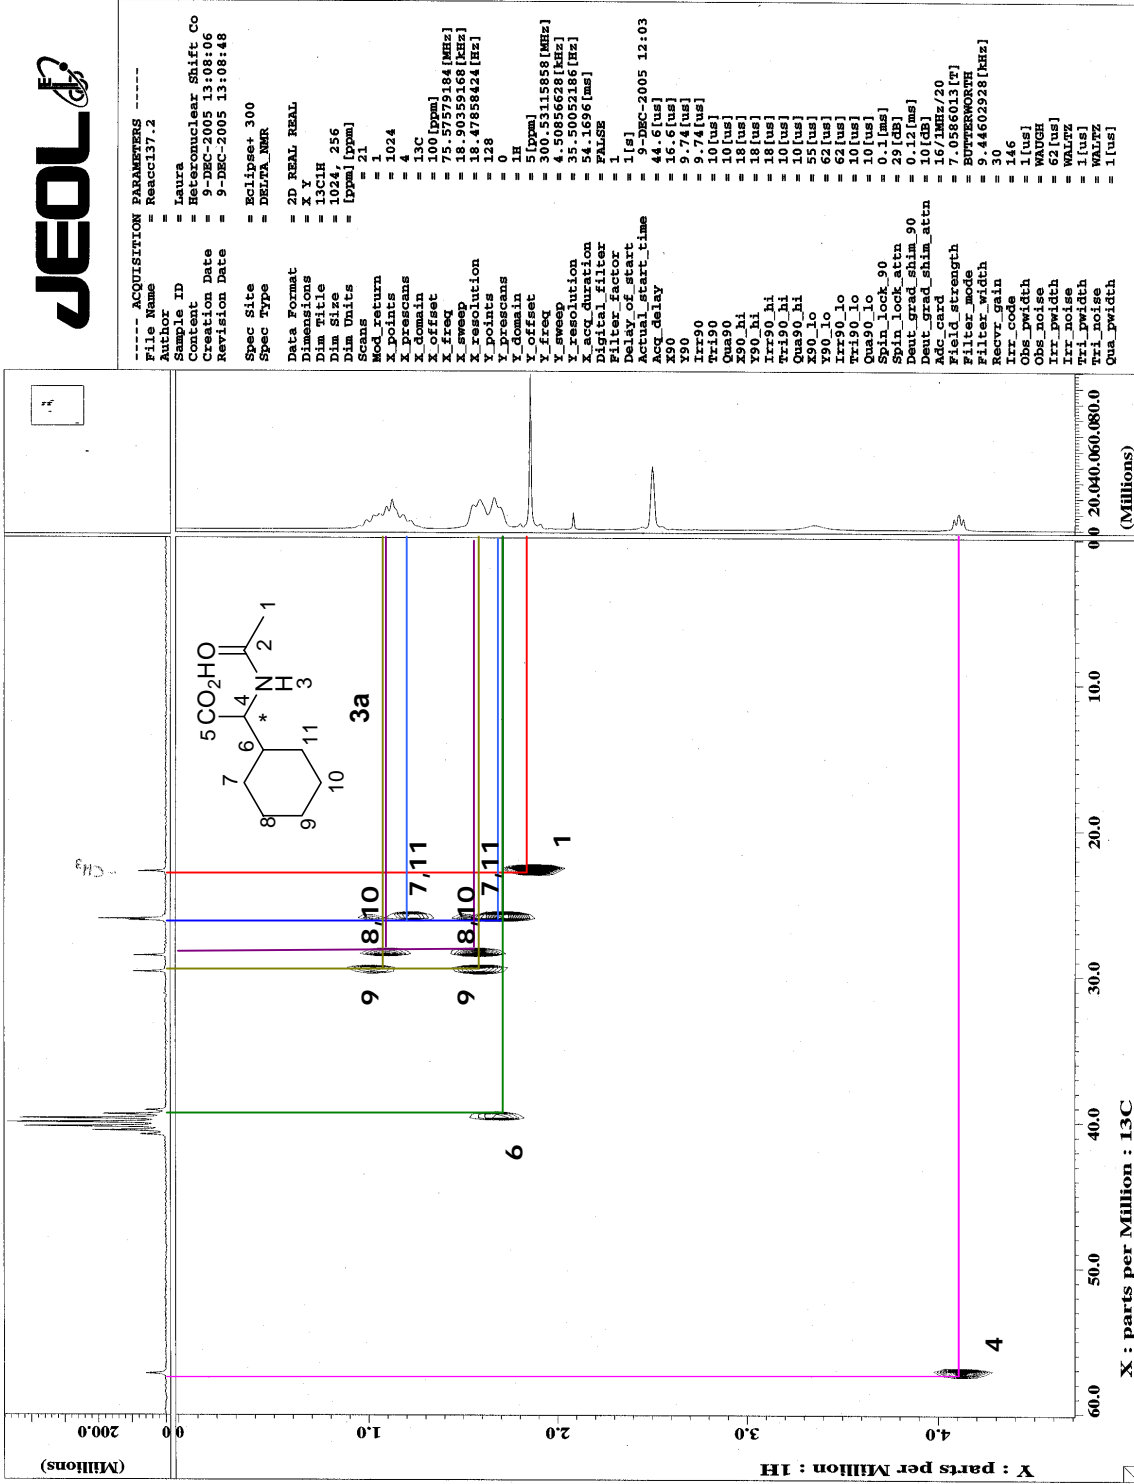 JEOL
----- ACQUISITION PARAMETERS -----
File Name = Reacc137.2
Author =
Sample ID = Laura
Content = Heteronuclear Shift Co
Creation Date = 9-DEC-2005 13:08:06
Revision Date = 9-DEC-2005 13:08:48
Spec Site = Eclipse+ 300
Spec Type = DELTA_NMR
Data Format = 2D REAL REAL
Dimensions = X Y
Dim Title = 13C1H
Dim Size = 1024, 256
Dim Units = [ppm][ppm]
Scans = 21
Mod_return = 1
X_points = 1024
X_prescans = 4
X_domain = 13C
X_offset = 100[ppm]
X_freq = 75.57579184[MHz]
X_sweep = 18.90359168[kHz]
X_resolution = 18.47858424[Hz]
Y_points = 128
Y_prescans = 0
Y_domain = 1H
Y_offset = 5[ppm]
Y_freq = 300.53115858[MHz]
Y_sweep = 4.50856628[kHz]
Y_resolution = 35.50052186[Hz]
X_acq_duration = 54.1696[ms]
Digital_filter = FALSE
Filter_factor = 1
Delay_of_start = 1[s]
Actual_start_time = 9-DEC-2005 12:03
Acq_delay = 44.6[us]
X90 = 16.6[us]
Y90 = 9.74[us]
Irr90 = 9.74[us]
Tri90 = 10[us]
Qua90 = 10[us]
X90_hi = 18[us]
Y90_hi = 18[us]
Irr90_hi = 18[us]
Tri90_hi = 10[us]
Qua90_hi = 10[us]
X90_lo = 55[us]
Y90_lo = 62[us]
Irr90_lo = 62[us]
Tri90_lo = 10[us]
Qua90_lo = 10[us]
Spin_lock_90 = 0.1[ms]
Spin_lock_attn = 29[dB]
Deut_grad_shim_90 = 0.12[ms]
Deut_grad_shim_attn = 10[dB]
Adc_card = 16/1MHz/20
Field_strength = 7.0586013[T]
Filter_mode = BUTTERWORTH
Filter_width = 9.44602928[kHz]
Recvr_gain = 30
Irr_code = 146
Obs_pwidth = 1[us]
Obs_noise = WAUGH
Irr_pwidth = 62[us]
Irr_noise = WALTZ
Tri_pwidth = 1[us]
Tri_noise = WALTZ
Qua_pwidth = 1[us]
0.0 20.040.060.080.0
(Millions)
CH3
5 CO2H O
4 2 1
* N
H
3
6
7 11
8 10
9
3a
8,10
7,11
9
8,10
7,11
9
1
6
4
(Millions)
200.0
0
0 1.0 2.0 3.0 4.0
Y : parts per Million : 1H
60.0 50.0 40.0 30.0 20.0 10.0 0
X : parts per Million : 13C